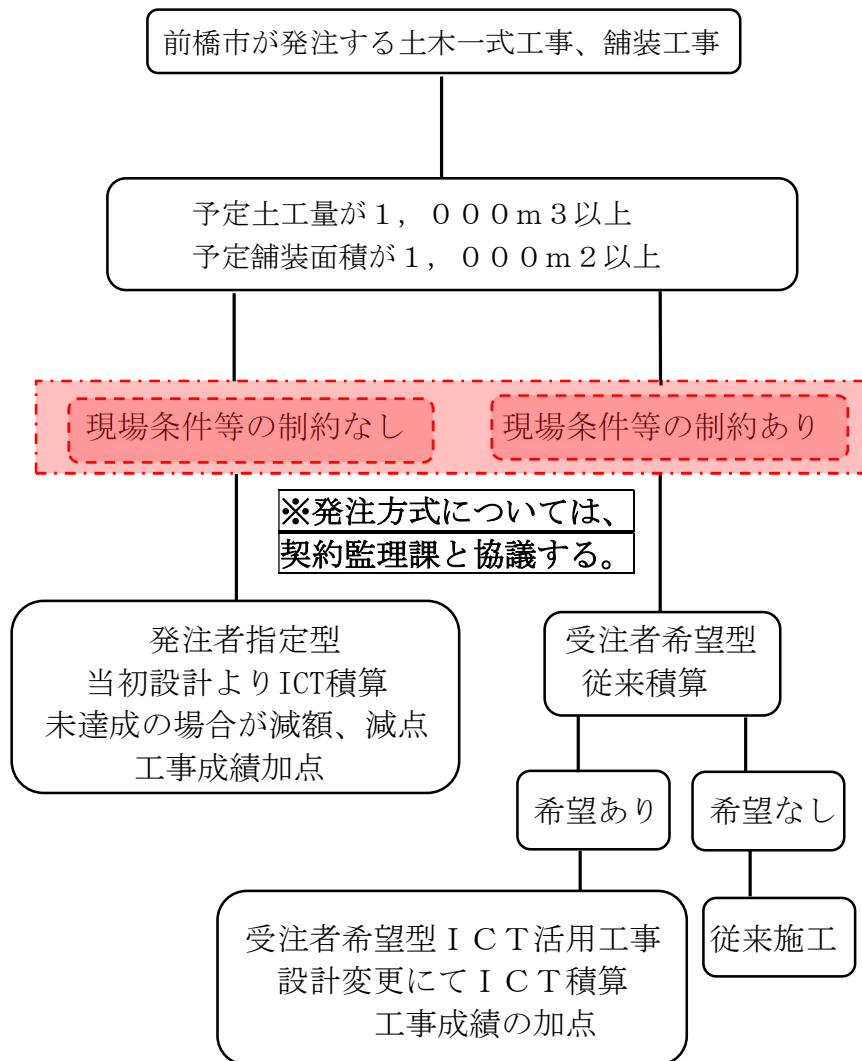 前橋市が発注する土木一式工事、舗装工事
予定土工量が１，０００ｍ３以上
予定舗装面積が１，０００ｍ２以上
現場条件等の制約なし
現場条件等の制約あり
※発注方式については、
契約監理課と協議する。
発注者指定型
当初設計よりICT積算
未達成の場合が減額、減点
工事成績加点
受注者希望型
従来積算
希望あり
希望なし
受注者希望型ＩＣＴ活用工事
設計変更にてＩＣＴ積算
工事成績の加点
従来施工